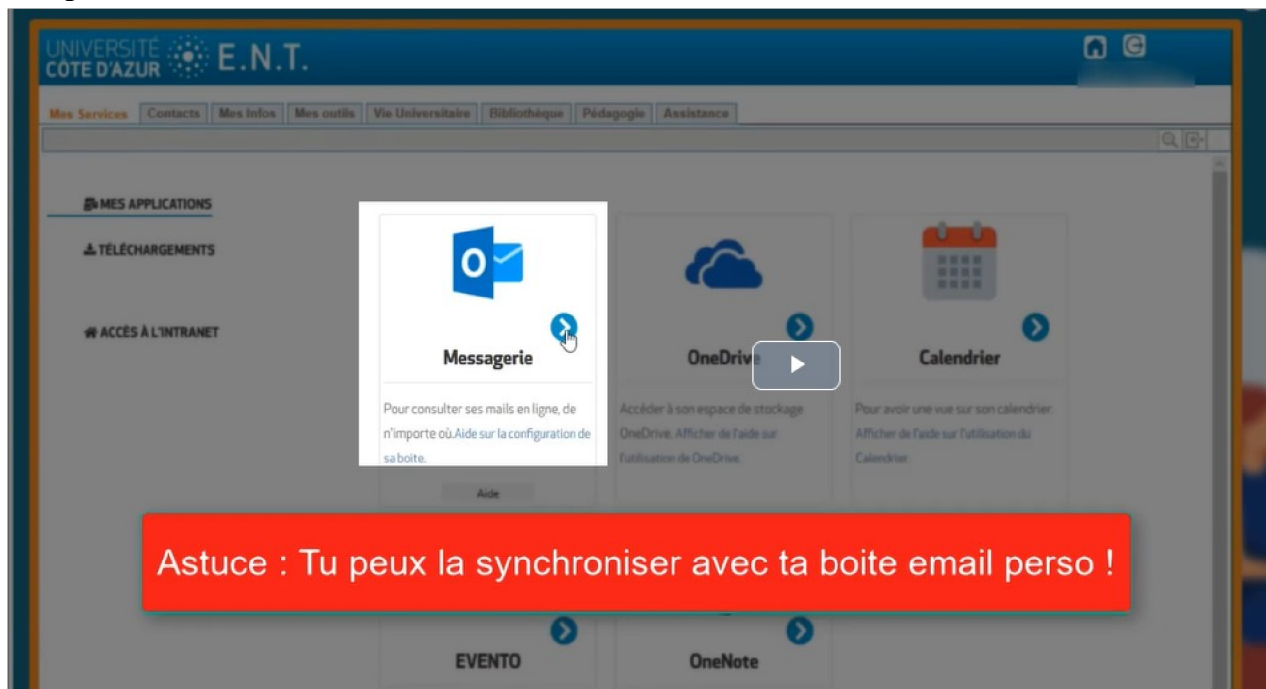 UNIVERSITÉ
CÔTE D'AZUR
E.N.T.
Mes Services Contacts Mes Infos Mes outils Vie Universitaire Bibliothèque Pédagogie Assistance
MES APPLICATIONS
TÉLÉCHARGEMENTS
ACCÈS À L'INTRANET
Messagerie
Pour consulter ses mails en ligne, de
n'importe où.Aide sur la configuration de
sa boite.
Aide
OneDrive
Accéder à son espace de stockage
OneDrive. Afficher de l'aide sur
l'utilisation de OneDrive.
Calendrier
Pour avoir une vue sur son calendrier.
Afficher de l'aide sur l'utilisation du
Calendrier
Astuce : Tu peux la synchroniser avec ta boite email perso !
EVENTO
OneNote